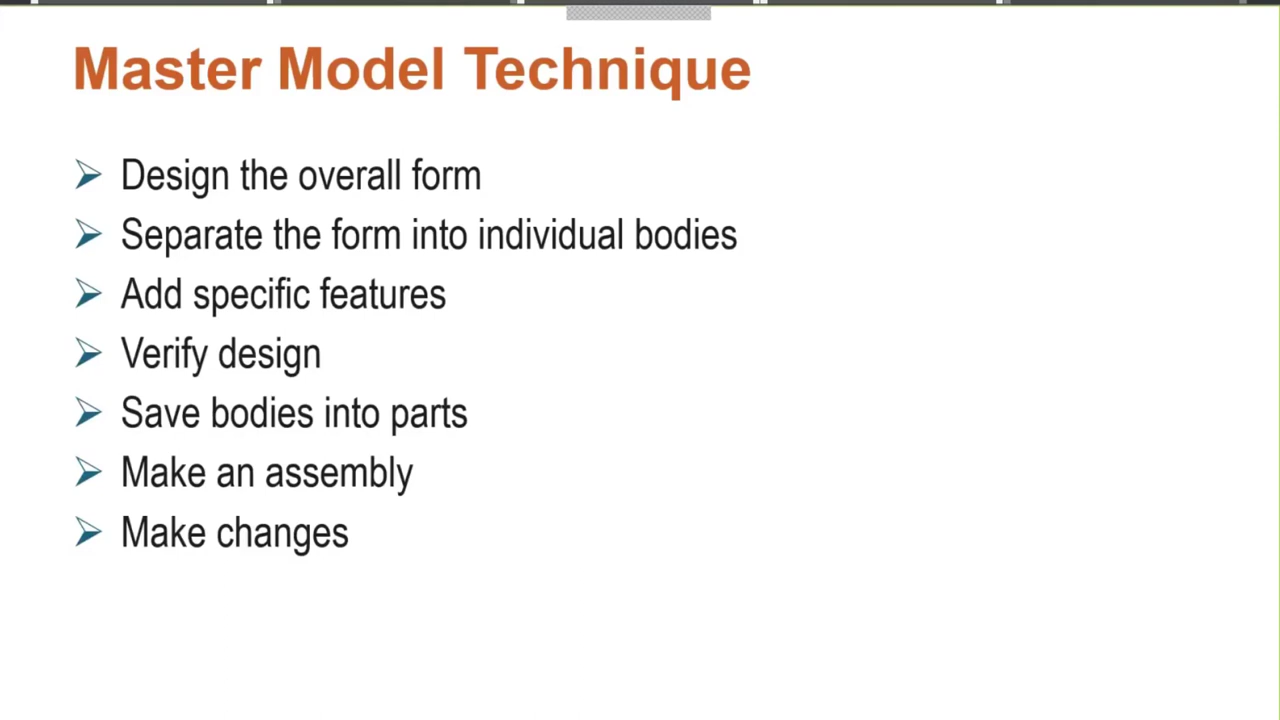 Master Model Technique
Design the overall form
Separate the form into individual bodies
Add specific features
Verify design
Save bodies into parts
Make an assembly
Make changes